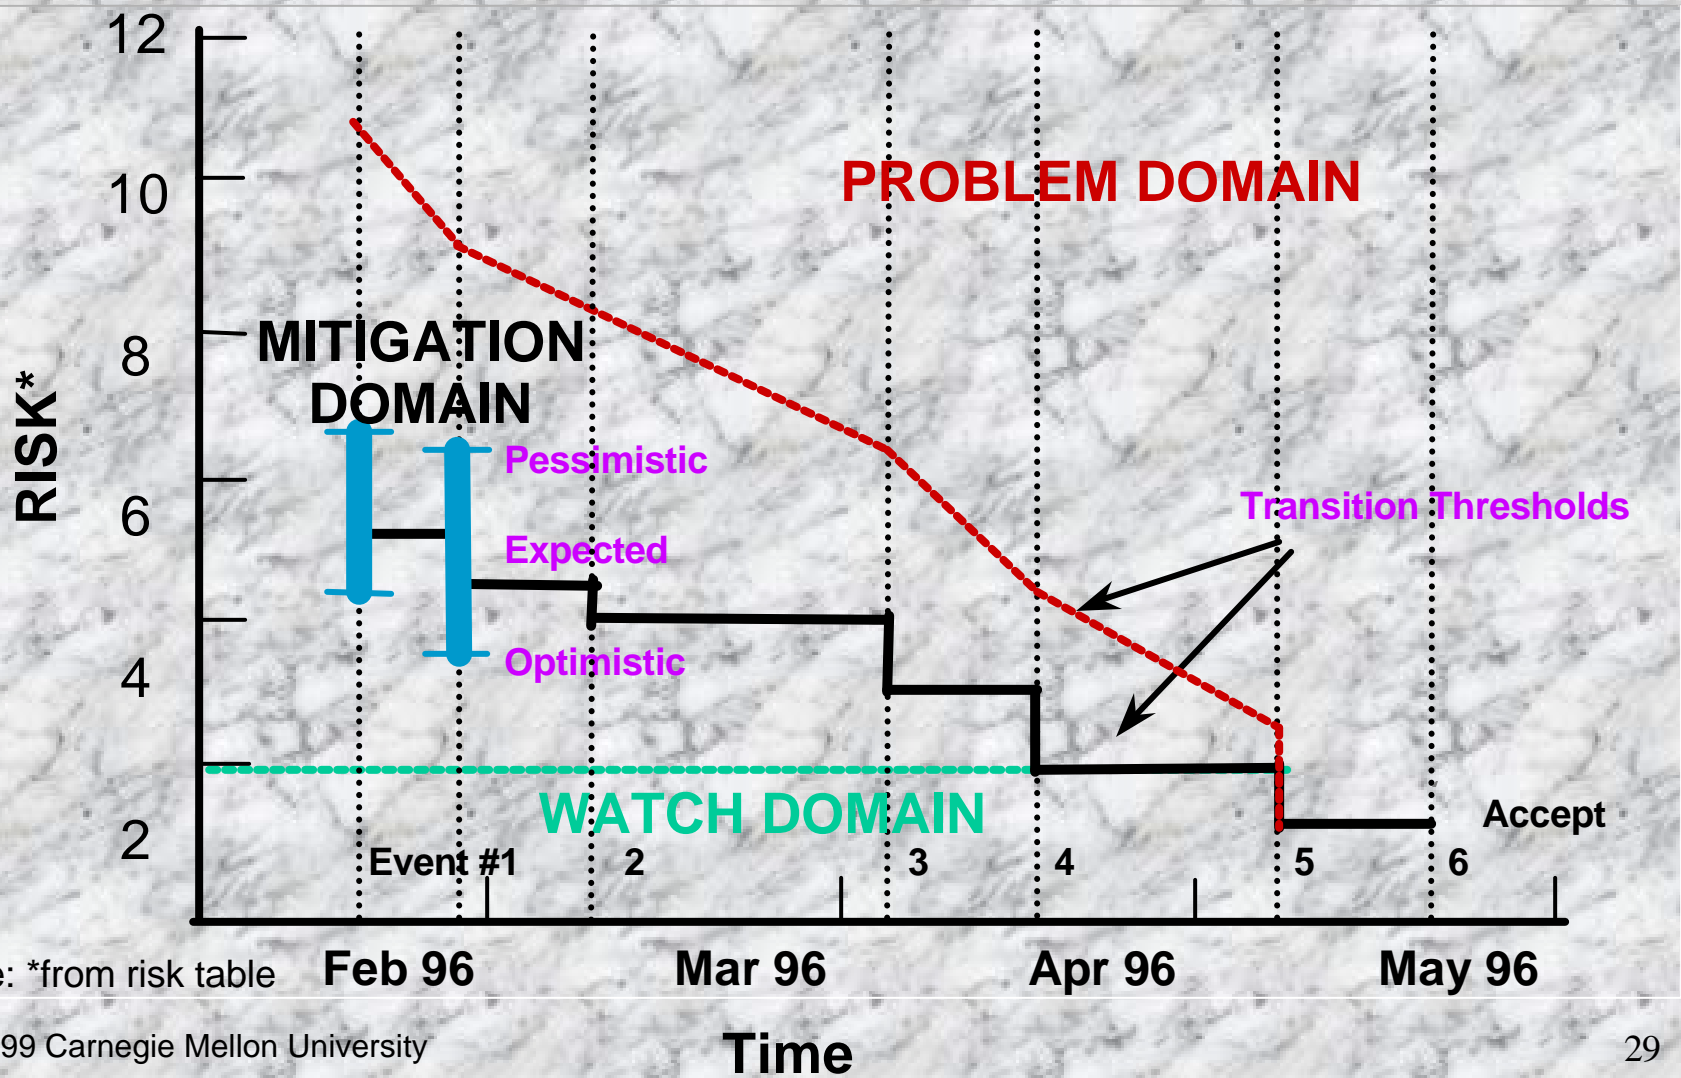 12
10
8
6
4
2
RISK*
PROBLEM DOMAIN
MITIGATION
DOMAIN
Pessimistic
Expected
Optimistic
Transition Thresholds
WATCH DOMAIN
Accept
Event #1 2 3 4 5 6
Feb 96 Mar 96 Apr 96 May 96
e: *from risk table
Time
99 Carnegie Mellon University
29